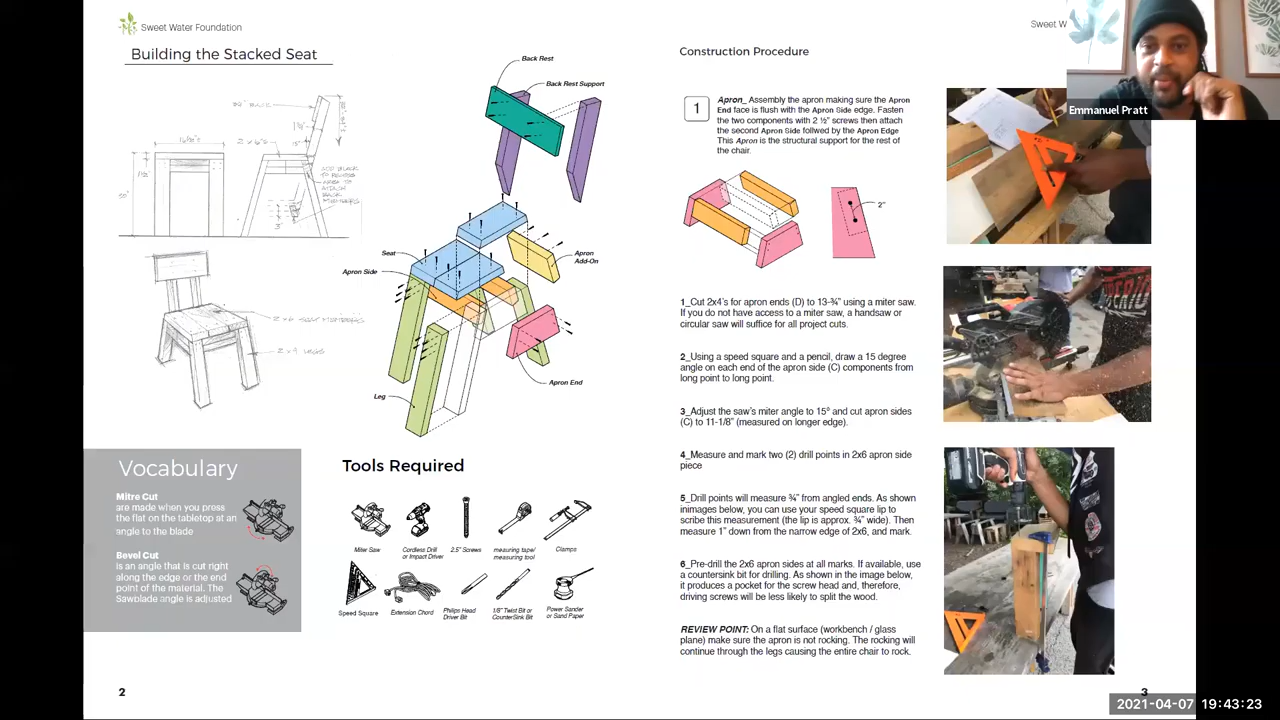 Sweet Water Foundation
Building the Stacked Seat
Back Rest
Back Rest Support
Seat
Apron Side
Apron
Add-On
Apron End
Leg
2 x 6 SEAT MEMBERS
2 x 4 LEGS
Vocabulary
Mitre Cut
are made when you press
the flat on the tabletop at an
angle to the blade
Bevel Cut
is an angle that is cut right
along the edge or the end
point of the material. The
Sawblade angle is adjusted
Tools Required
Miter Saw
Cordless Drill
or Impact Driver
2.5" Screws
measuring tape/
measuring tool
Clamps
Speed Square
Extension Chord
Philips Head
Driver Bit
1/8" Twist Bit or
CounterSink Bit
Power Sander
or Sand Paper
2
Sweet W
Construction Procedure
1
Apron_ Assembly the apron making sure the Apron
End face is flush with the Apron Side edge. Fasten
the two components with 2 ½" screws then attach
the second Apron Side follwed by the Apron Edge
This Apron is the structural support for the rest of
the chair.
2"
1_Cut 2x4's for apron ends (D) to 13-¾" using a miter saw.
If you do not have access to a miter saw, a handsaw or
circular saw will suffice for all project cuts.
2_Using a speed square and a pencil, draw a 15 degree
angle on each end of the apron side (C) components from
long point to long point.
3_Adjust the saw's miter angle to 15º and cut apron sides
(C) to 11-1/8" (measured on longer edge).
4_Measure and mark two (2) drill points in 2x6 apron side
piece
5_Drill points will measure ¾" from angled ends. As shown
inimages below, you can use your speed square lip to
scribe this measurement (the lip is approx. ¾" wide). Then
measure 1" down from the narrow edge of 2x6, and mark.
6_Pre-drill the 2x6 apron sides at all marks. If available, use
a countersink bit for drilling. As shown in the image below,
it produces a pocket for the screw head and, therefore,
driving screws will be less likely to split the wood.
REVIEW POINT: On a flat surface (workbench / glass
plane) make sure the apron is not rocking. The rocking will
continue through the legs causing the entire chair to rock.
3
Emmanuel Pratt
2021-04-07 19:43:23